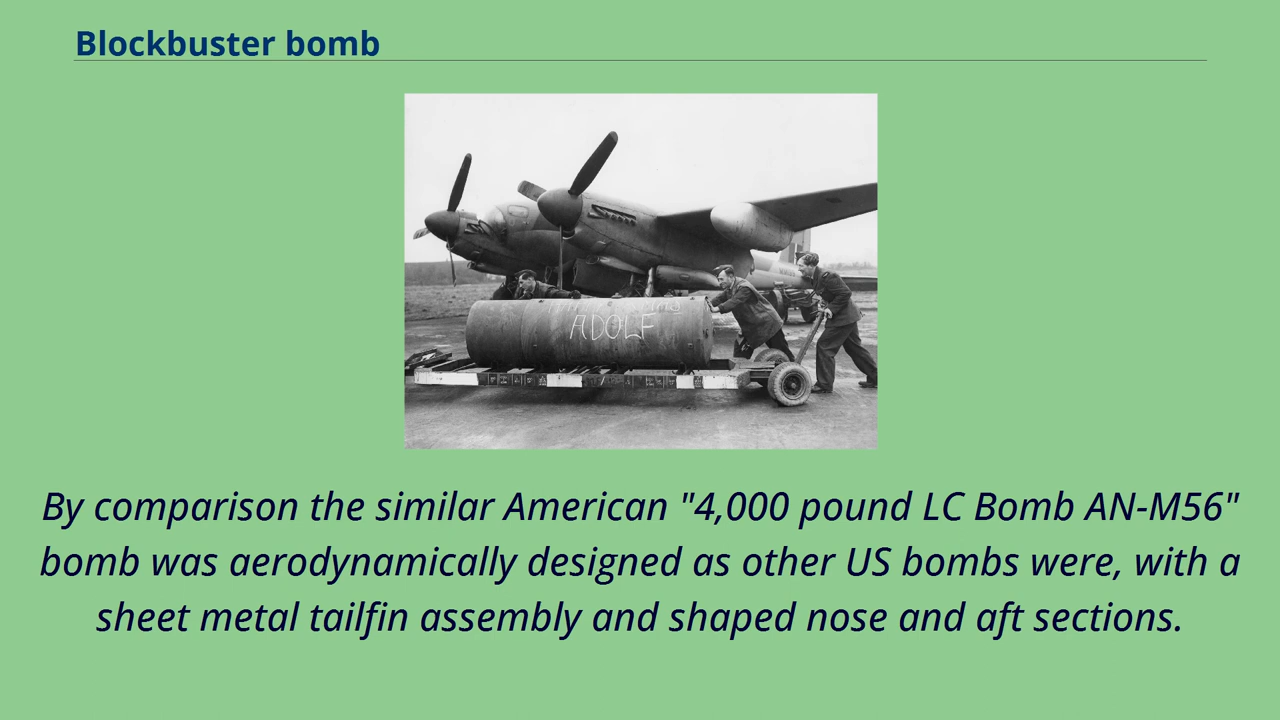 Blockbuster bomb
ADOLF
By comparison the similar American "4,000 pound LC Bomb AN-M56"
bomb was aerodynamically designed as other US bombs were, with a
sheet metal tailfin assembly and shaped nose and aft sections.